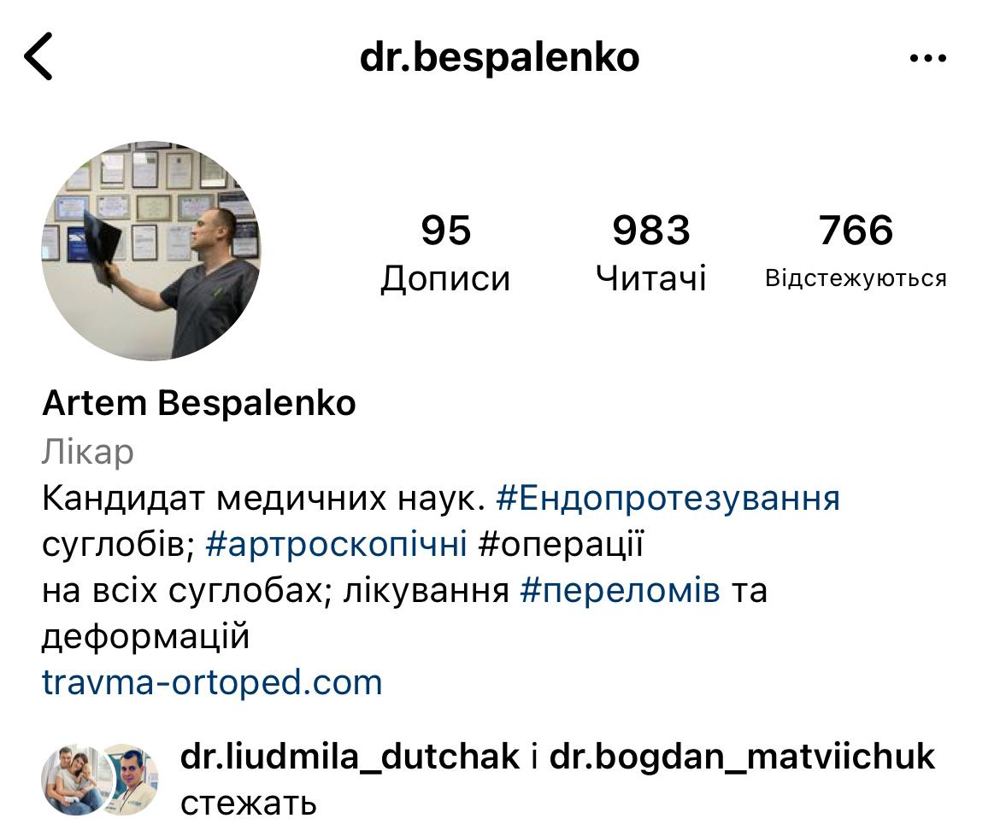 dr.bespalenko
95 983 766
Дописи Читачі Відстежуються
Artem Bespalenko
Лікар
Кандидат медичних наук. #Ендопротезування
суглобів; #артроскопічні #операції
на всіх суглобах; лікування #переломів та
деформацій
travma-ortoped.com
dr.liudmila_dutchak і dr.bogdan_matviichuk
стежать